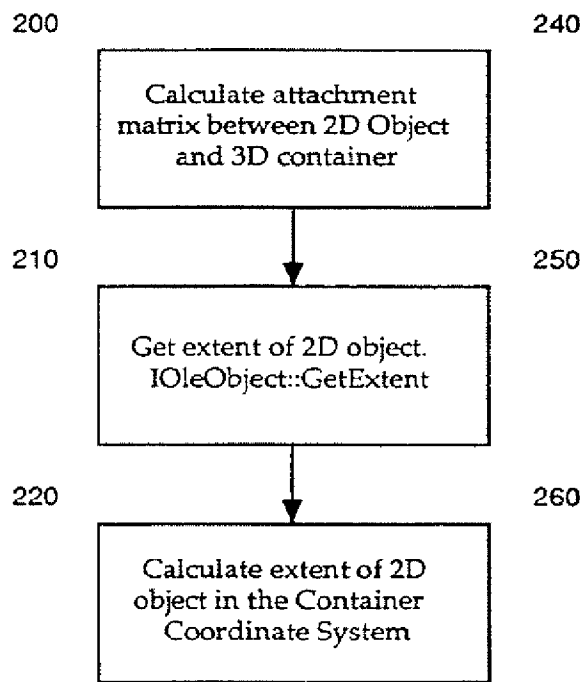 200
240
Calculate attachment
matrix between 2D Object
and 3D container
210
250
Get extent of 2D object.
IOleObject::GetExtent
220
260
Calculate extent of 2D
object in the Container
Coordinate System